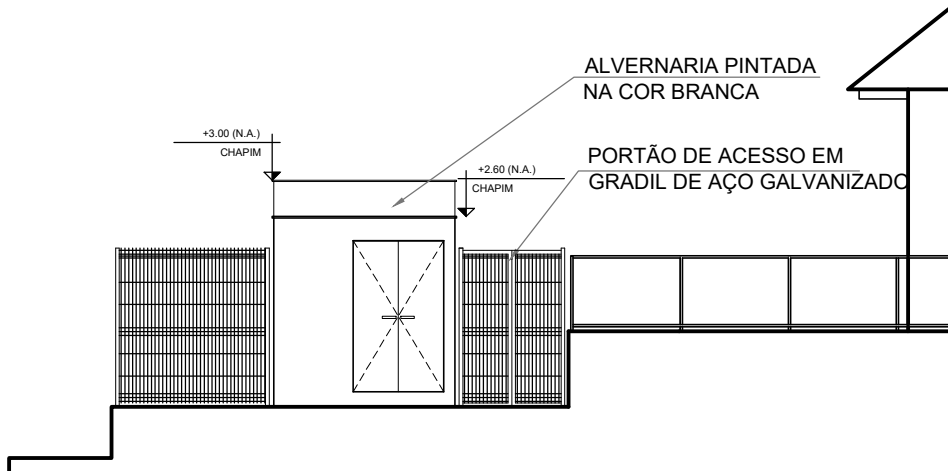 ALVERNARIA PINTADA
NA COR BRANCA
+3.00 (N.A.)
CHAPIM
PORTÃO DE ACESSO EM
GRADIL DE AÇO GALVANIZADO
+2.60 (N.A.)
CHAPIM